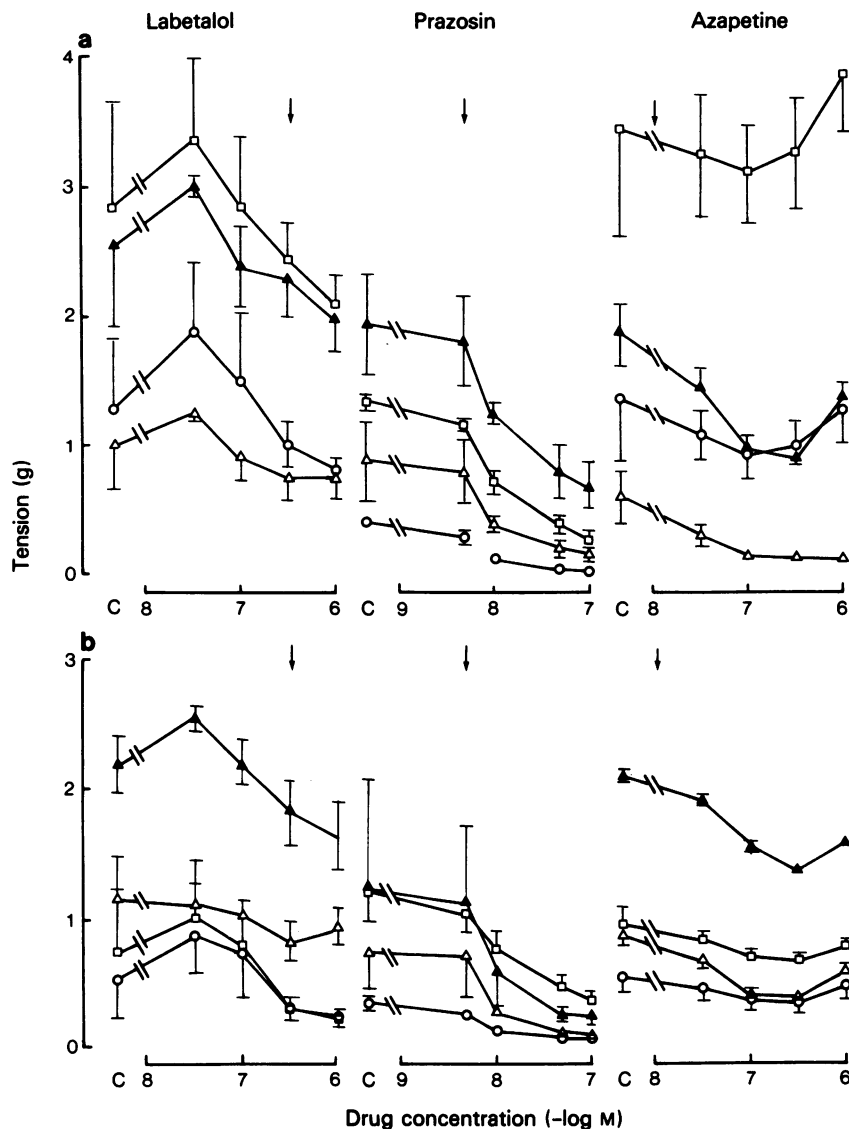 Labetalol Prazosin Azapetine
a
4
3
2
1
0
C 8 7 6 C 9 8 7 C 8 7 6
b
3
2
1
0
C 8 7 6 C 9 8 7 C 8 7 6
Tension (g)
Drug concentration (−log M)